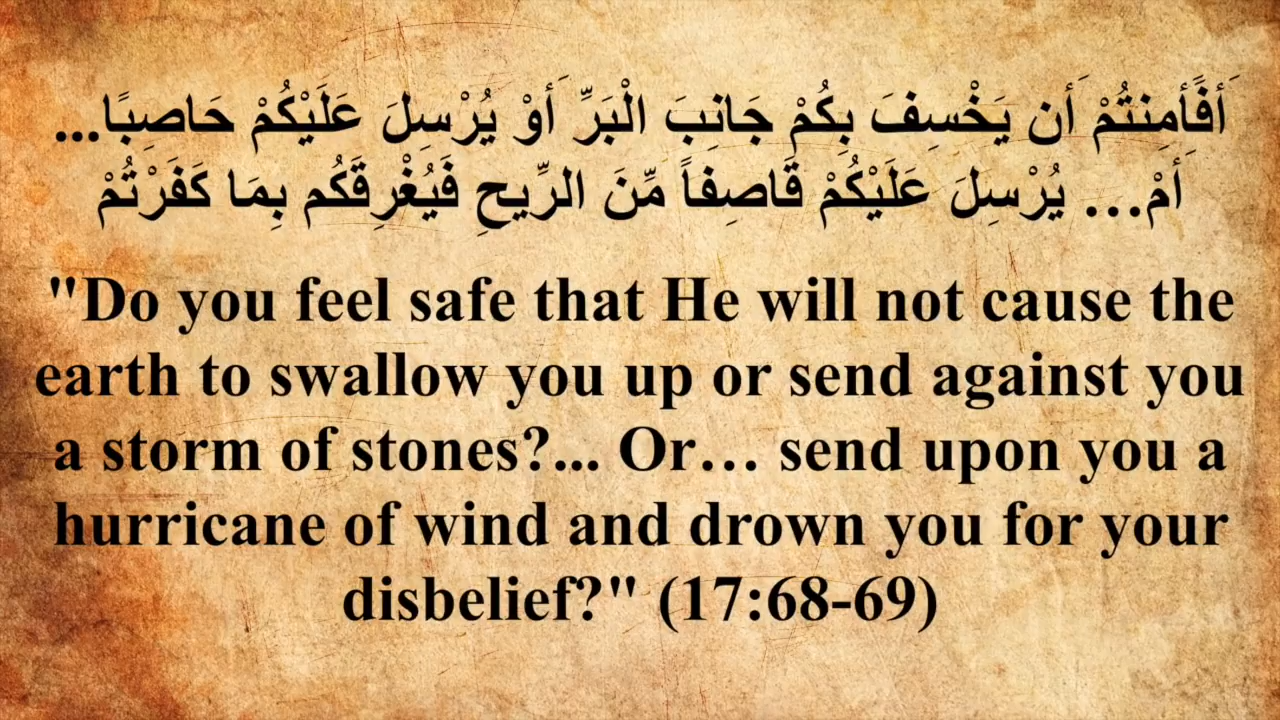 أَفَأَمِنتُمْ أَن يَخْسِفَ بِكُمْ جَانِبَ الْبَرِّ أَوْ يُرْسِلَ عَلَيْكُمْ حَاصِبًا...
أَمْ... يُرْسِلَ عَلَيْكُمْ قَاصِفاً مِّنَ الرِّيحِ فَيُغْرِقَكُم بِمَا كَفَرْتُمْ
"Do you feel safe that He will not cause the
earth to swallow you up or send against you
a storm of stones?... Or… send upon you a
hurricane of wind and drown you for your
disbelief?" (17:68-69)